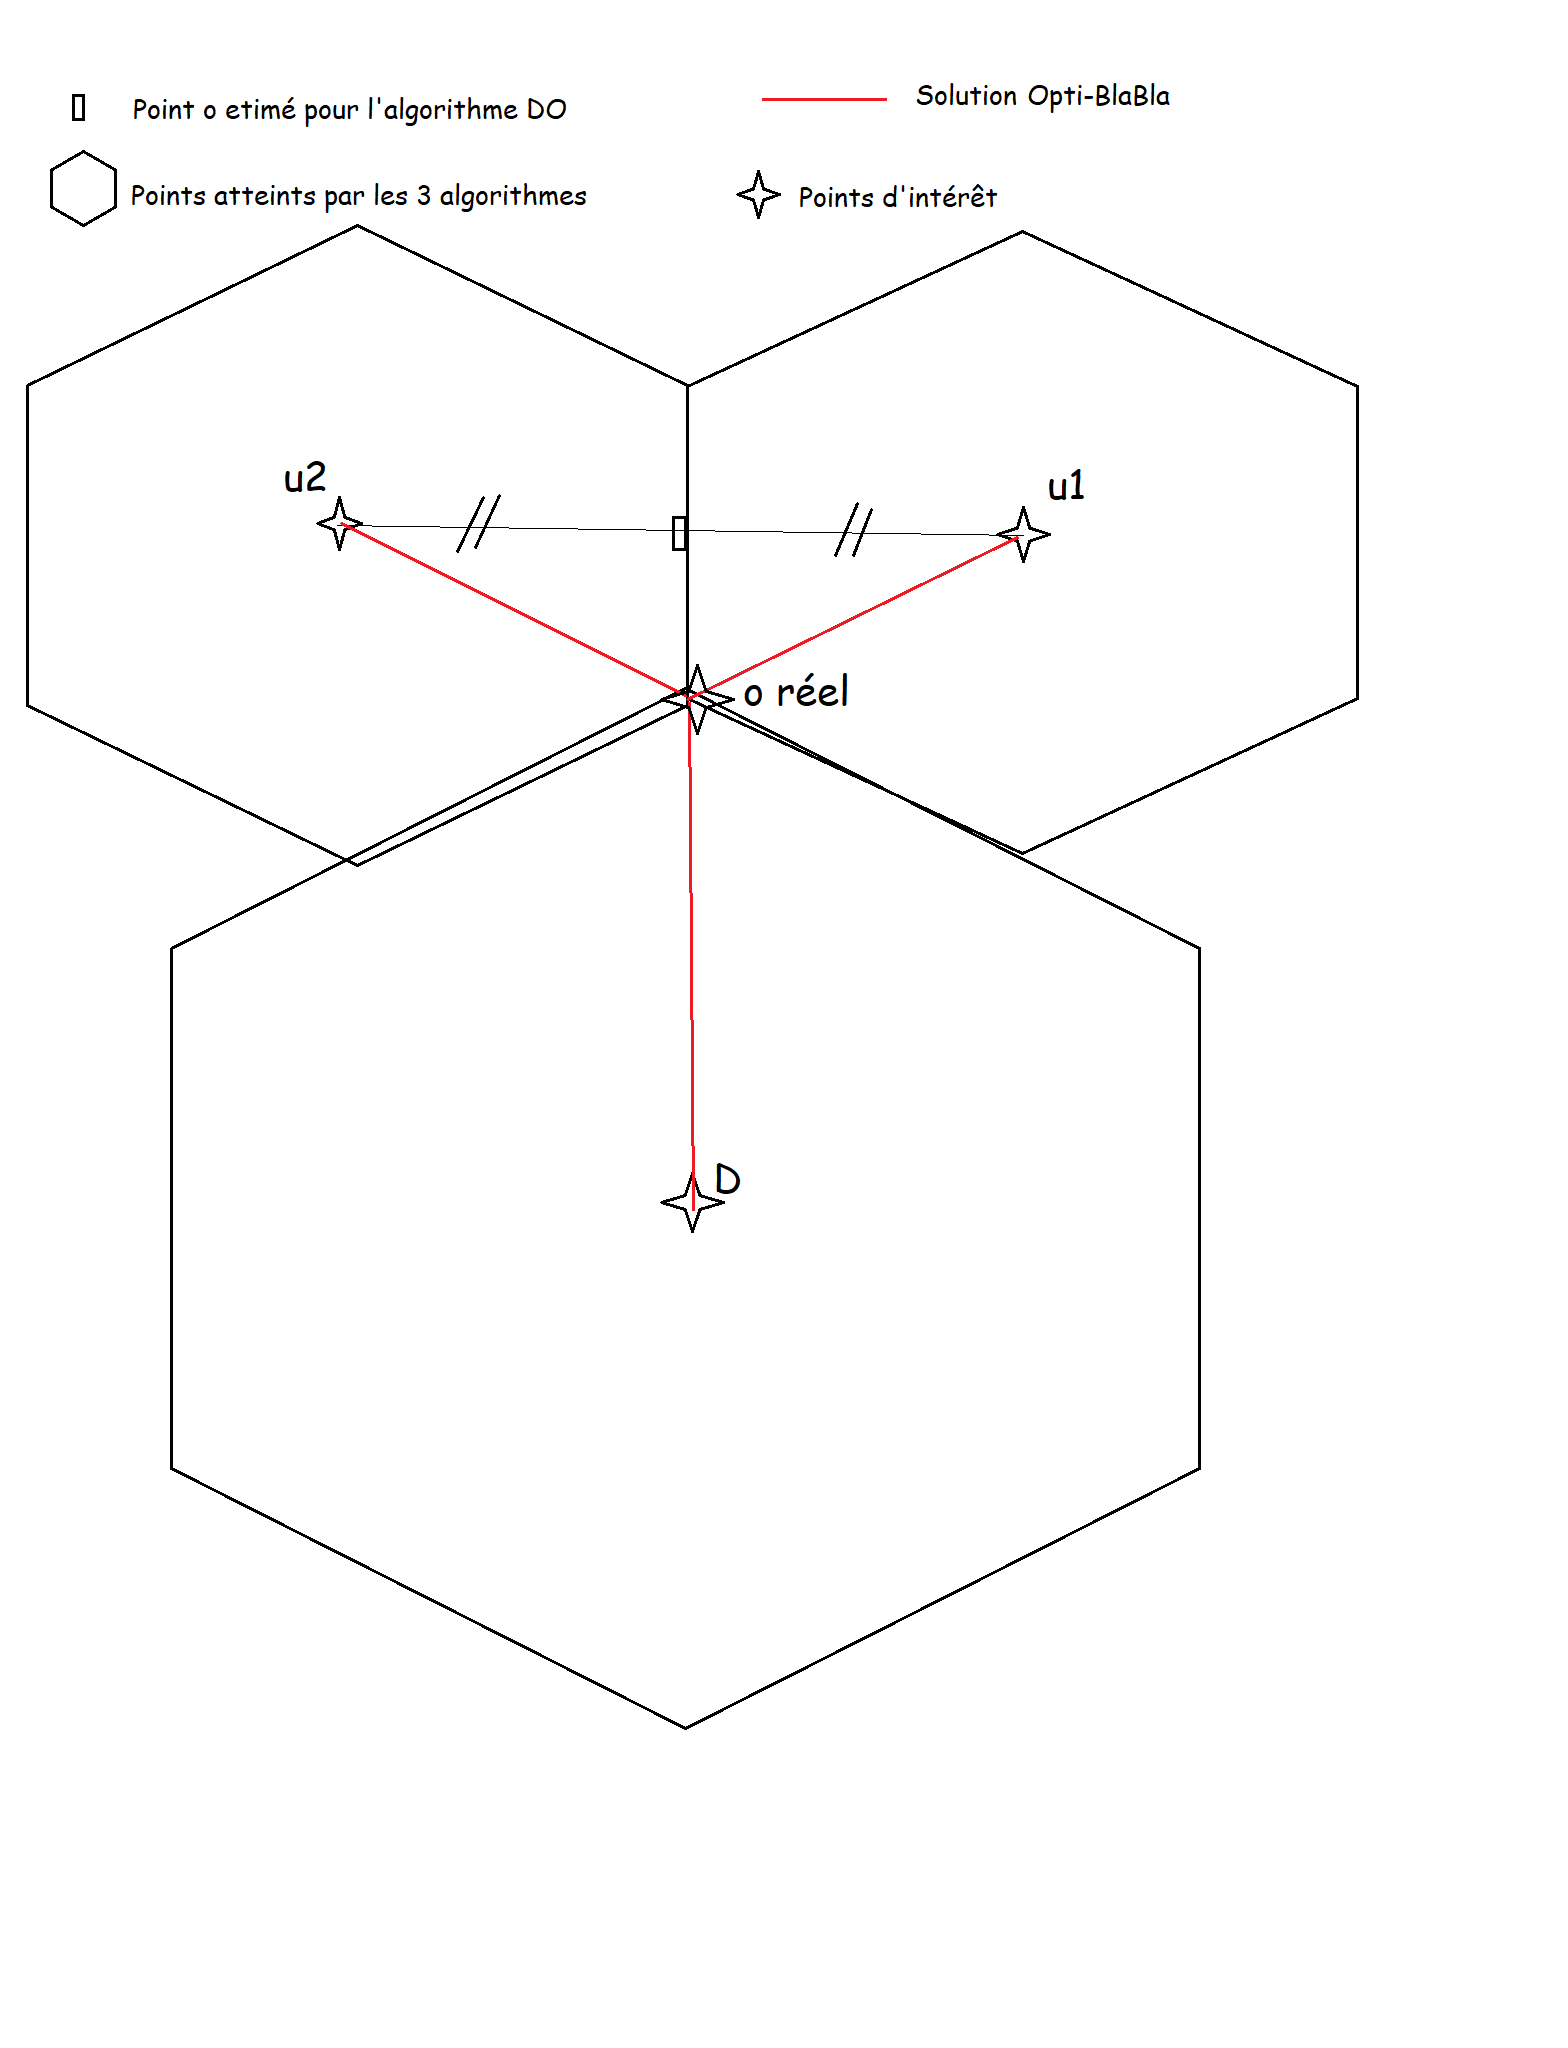 Point o etimé pour l'algorithme DO
Solution Opti-BlaBla
Points atteints par les 3 algorithmes
Points d'intérêt
u2
u1
o réel
D